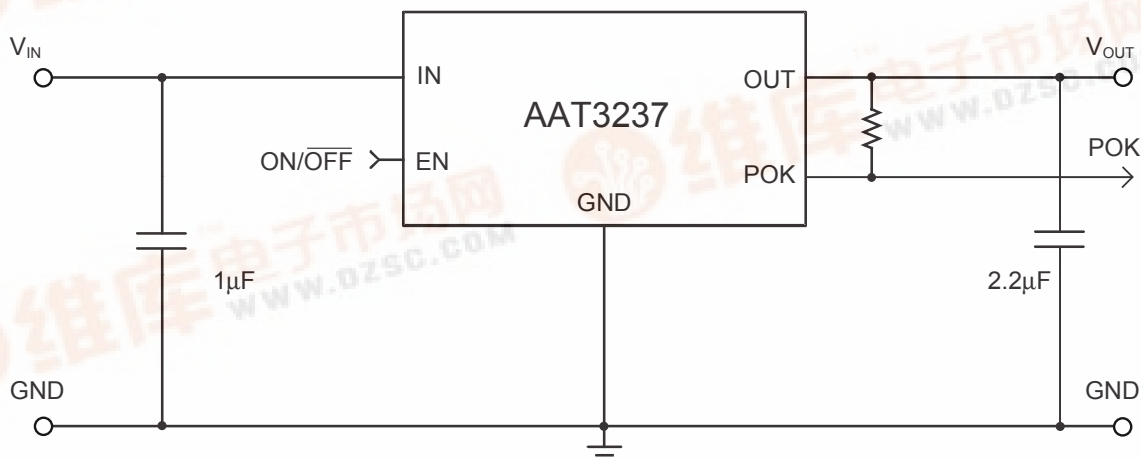 V_IN
V_OUT
IN
OUT
AAT3237
ON/OFF
EN
POK
POK
GND
1µF
2.2µF
GND
GND
维库电子市场网
WWW.DZSC.COM
维库电子市场网
WWW.DZSC.COM